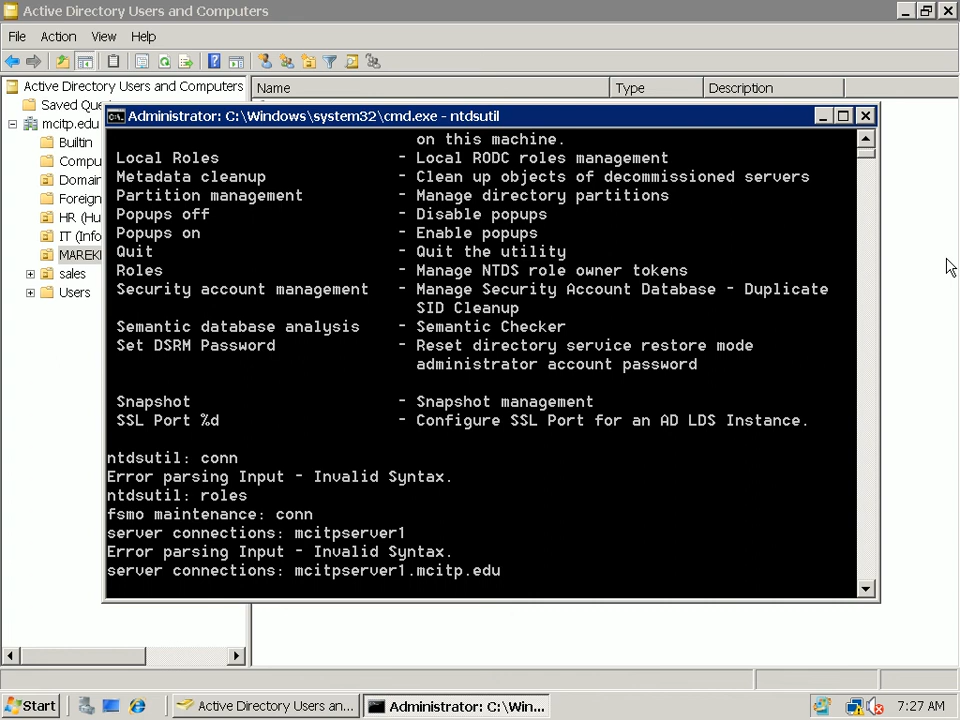 Active Directory Users and Computers
File Action View Help
Active Directory Users and Computers
Name Type Description
Saved Que
mcitp.edu
Builtin
Compu
Domai
Foreign
HR (Hu
IT (Info
MAREKI
sales
Users
Administrator: C:\Windows\system32\cmd.exe - ntdsutil
on this machine.
Local Roles - Local RODC roles management
Metadata cleanup - Clean up objects of decommissioned servers
Partition management - Manage directory partitions
Popups off - Disable popups
Popups on - Enable popups
Quit - Quit the utility
Roles - Manage NTDS role owner tokens
Security account management - Manage Security Account Database - Duplicate
SID Cleanup
Semantic database analysis - Semantic Checker
Set DSRM Password - Reset directory service restore mode
administrator account password
Snapshot - Snapshot management
SSL Port %d - Configure SSL Port for an AD LDS Instance.
ntdsutil: conn
Error parsing Input - Invalid Syntax.
ntdsutil: roles
fsmo maintenance: conn
server connections: mcitpserver1
Error parsing Input - Invalid Syntax.
server connections: mcitpserver1.mcitp.edu
Start Active Directory Users an... Administrator: C:\Win... 7:27 AM